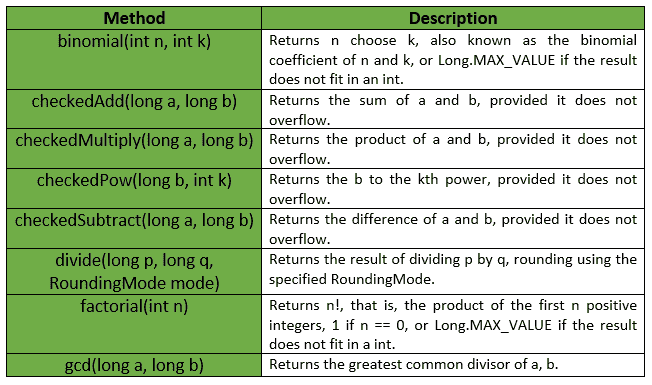 Method Description
binomial(int n, int k) Returns n choose k, also known as the binomial
coefficient of n and k, or Long.MAX_VALUE if the result
does not fit in an int.
checkedAdd(long a, long b) Returns the sum of a and b, provided it does not
overflow.
checkedMultiply(long a, long b) Returns the product of a and b, provided it does not
overflow.
checkedPow(long b, int k) Returns the b to the kth power, provided it does not
overflow.
checkedSubtract(long a, long b) Returns the difference of a and b, provided it does not
overflow.
divide(long p, long q, Returns the result of dividing p by q, rounding using the
RoundingMode mode) specified RoundingMode.
factorial(int n) Returns n!, that is, the product of the first n positive
integers, 1 if n == 0, or Long.MAX_VALUE if the result
does not fit in a int.
gcd(long a, long b) Returns the greatest common divisor of a, b.